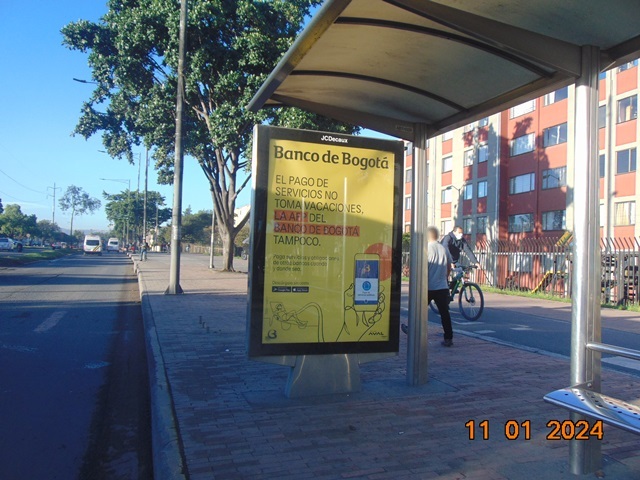 JCDecaux
Banco de Bogotá
EL PAGO DE
SERVICIOS NO
TOMA VACACIONES,
LA APP DEL
BANCO DE BOGOTÁ
TAMPOCO.
11 01 2024